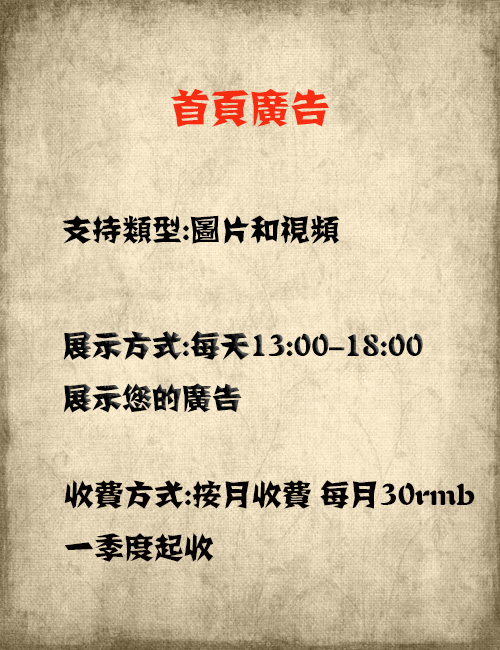 首頁廣告
支持類型:圖片和視頻
展示方式:每天13:00-18:00
展示您的廣告
收費方式:按月收費 每月30rmb
一季度起收